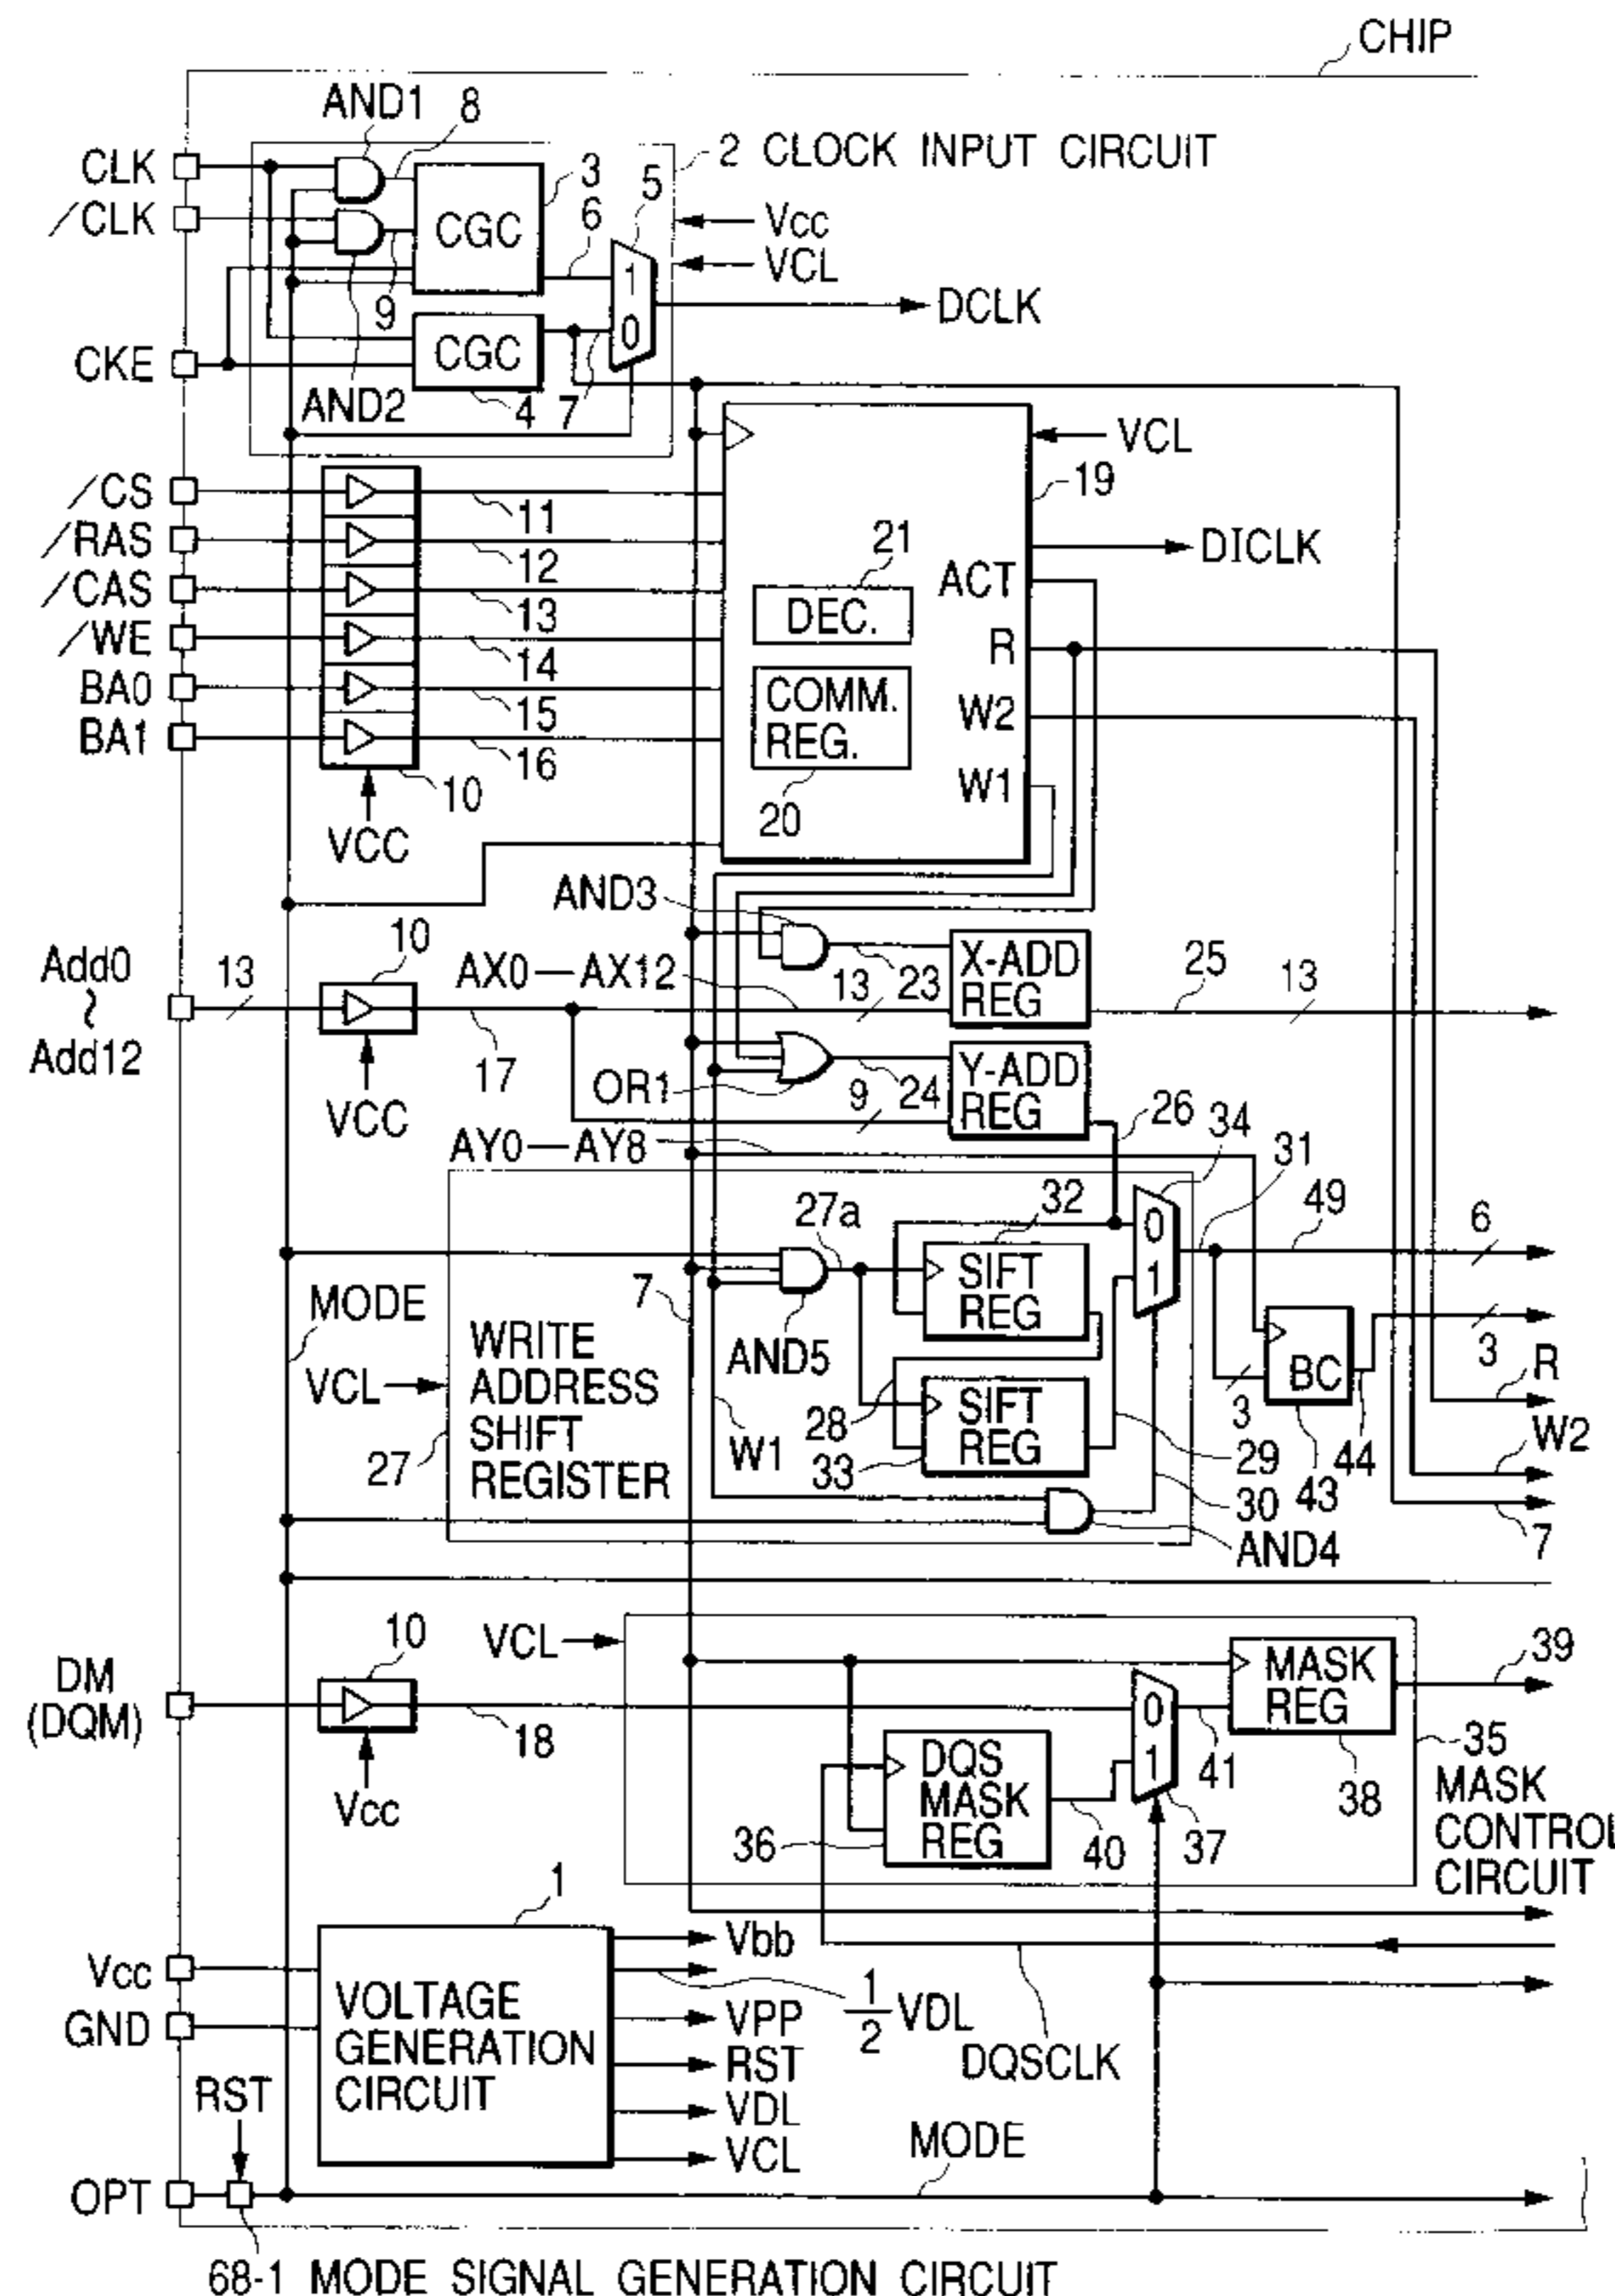 CHIP
AND1
8
CLK
/CLK
2 CLOCK INPUT CIRCUIT
3
5
6
CGC
Vcc
VCL
1
0
DCLK
9
CGC
CKE
AND2
4
7
VCL
/CS
11
19
/RAS
12
21
DICLK
/CAS
13
DEC.
ACT
/WE
14
R
BA0
15
COMM.
REG.
W2
BA1
16
W1
10
20
VCC
AND3
Add0
~
Add12
13
10
AX0—AX12
13
23
X-ADD
REG
25
13
17
VCC
OR1
9
24
Y-ADD
REG
26
34
31
AY0—AY8
27a
32
49
6
0
1
SIFT
REG
7
MODE
WRITE
ADDRESS
SHIFT
REGISTER
AND5
VCL
27
28
SIFT
REG
33
W1
3
BC
3
44
R
W2
29
30
43
7
AND4
VCL
10
DM
(DQM)
18
Vcc
0
1
MASK
REG
39
41
38
35
MASK
CONTROL
CIRCUIT
DQS
MASK
REG
36
40
37
1
Vcc
GND
VOLTAGE
GENERATION
CIRCUIT
Vbb
1
2
VDL
VPP
RST
VDL
VCL
DQSCLK
RST
MODE
OPT
68-1 MODE SIGNAL GENERATION CIRCUIT